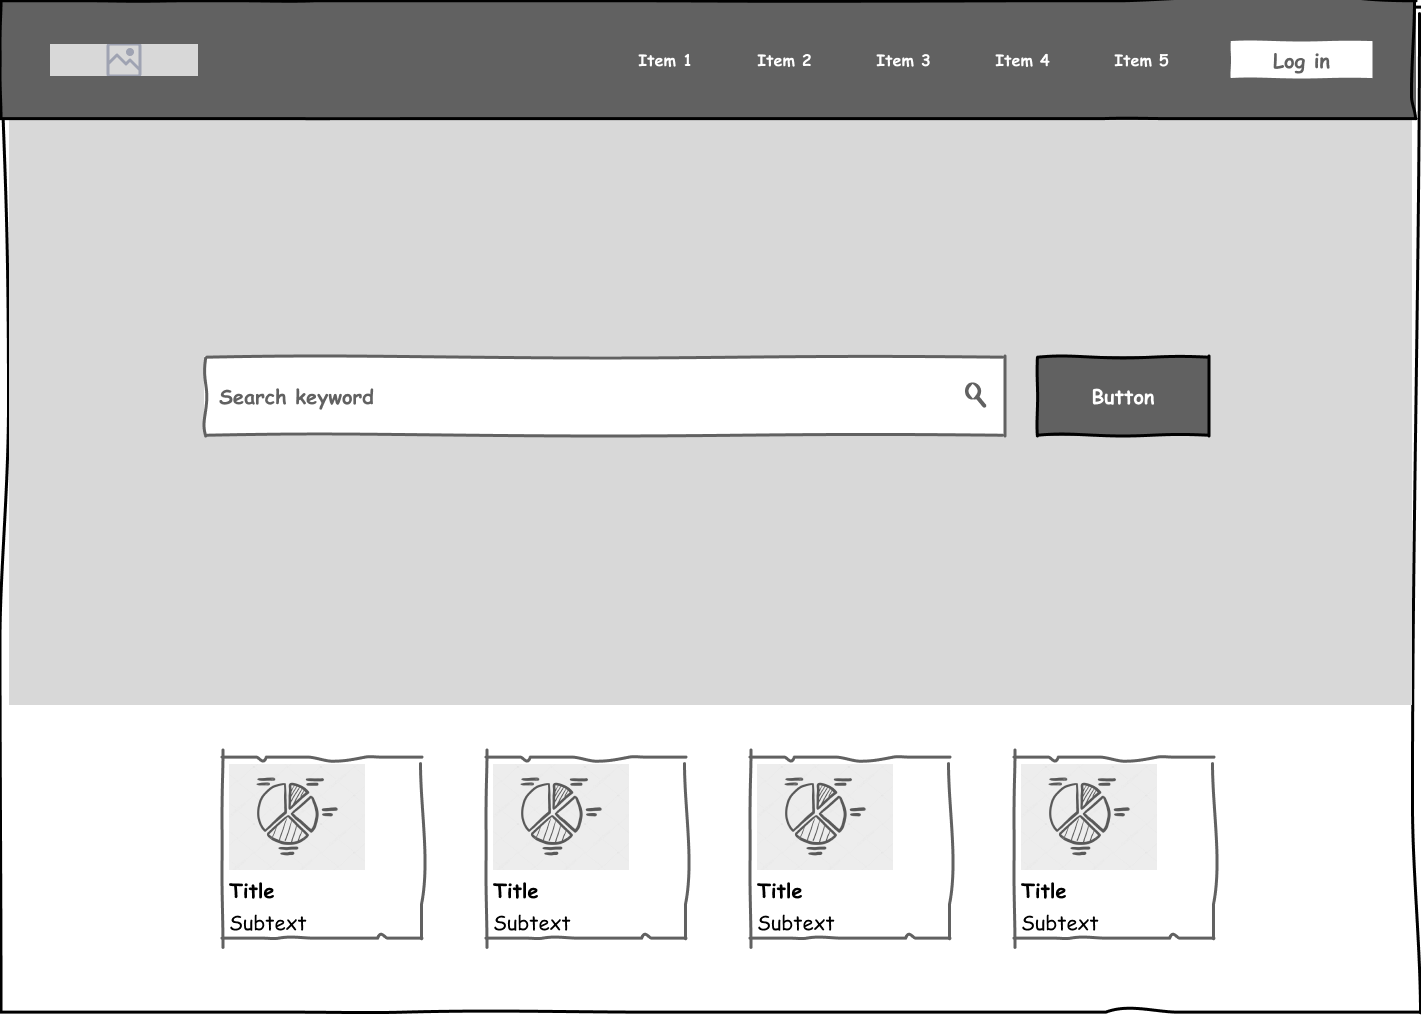 Item 1 Item 2 Item 3 Item 4 Item 5 Log in
Search keyword Button
Title Title Title Title
Subtext Subtext Subtext Subtext